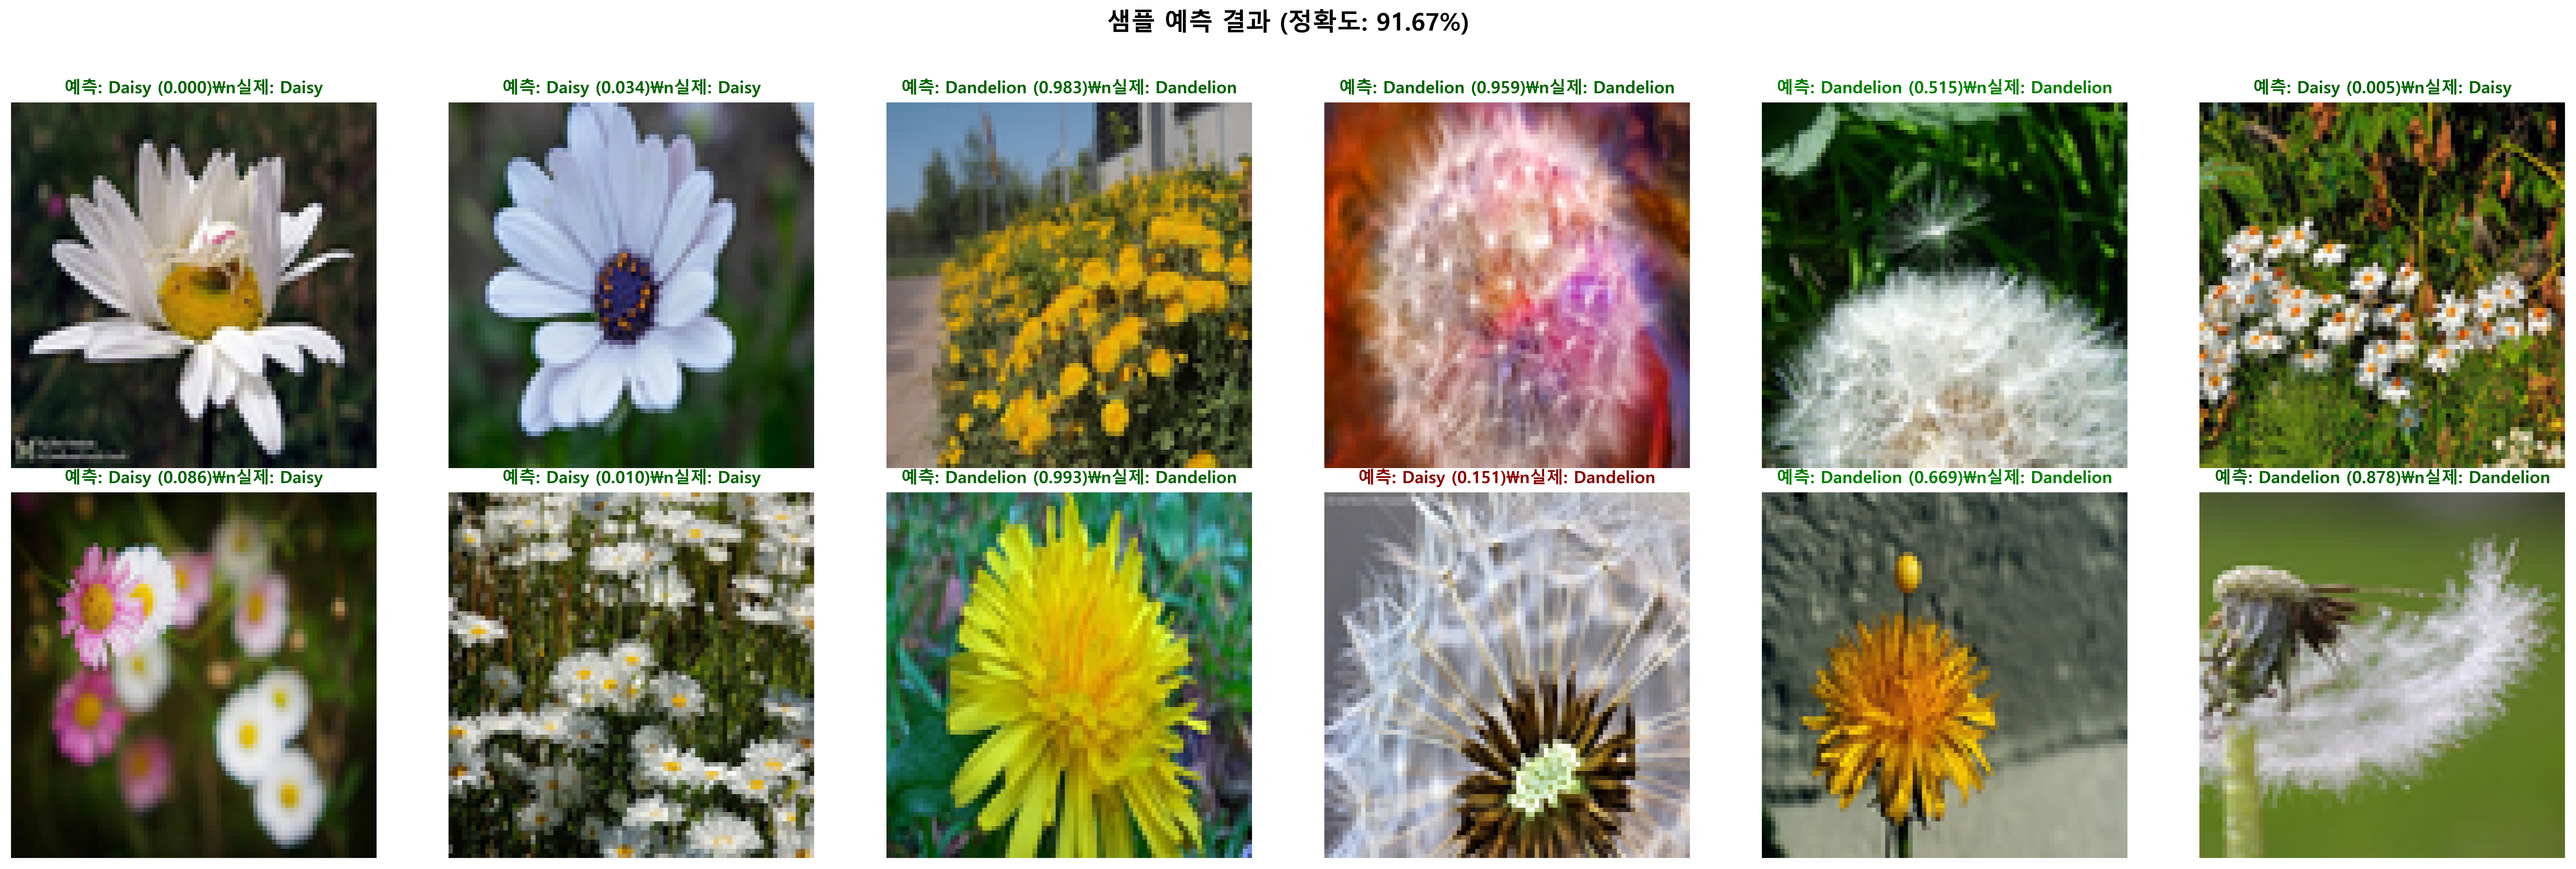 샘플 예측 결과 (정확도: 91.67%)
예측: Daisy (0.000)₩n실제: Daisy
예측: Daisy (0.034)₩n실제: Daisy
예측: Dandelion (0.983)₩n실제: Dandelion
예측: Dandelion (0.959)₩n실제: Dandelion
예측: Dandelion (0.515)₩n실제: Dandelion
예측: Daisy (0.005)₩n실제: Daisy
예측: Daisy (0.086)₩n실제: Daisy
예측: Daisy (0.010)₩n실제: Daisy
예측: Dandelion (0.993)₩n실제: Dandelion
예측: Daisy (0.151)₩n실제: Dandelion
예측: Dandelion (0.669)₩n실제: Dandelion
예측: Dandelion (0.878)₩n실제: Dandelion